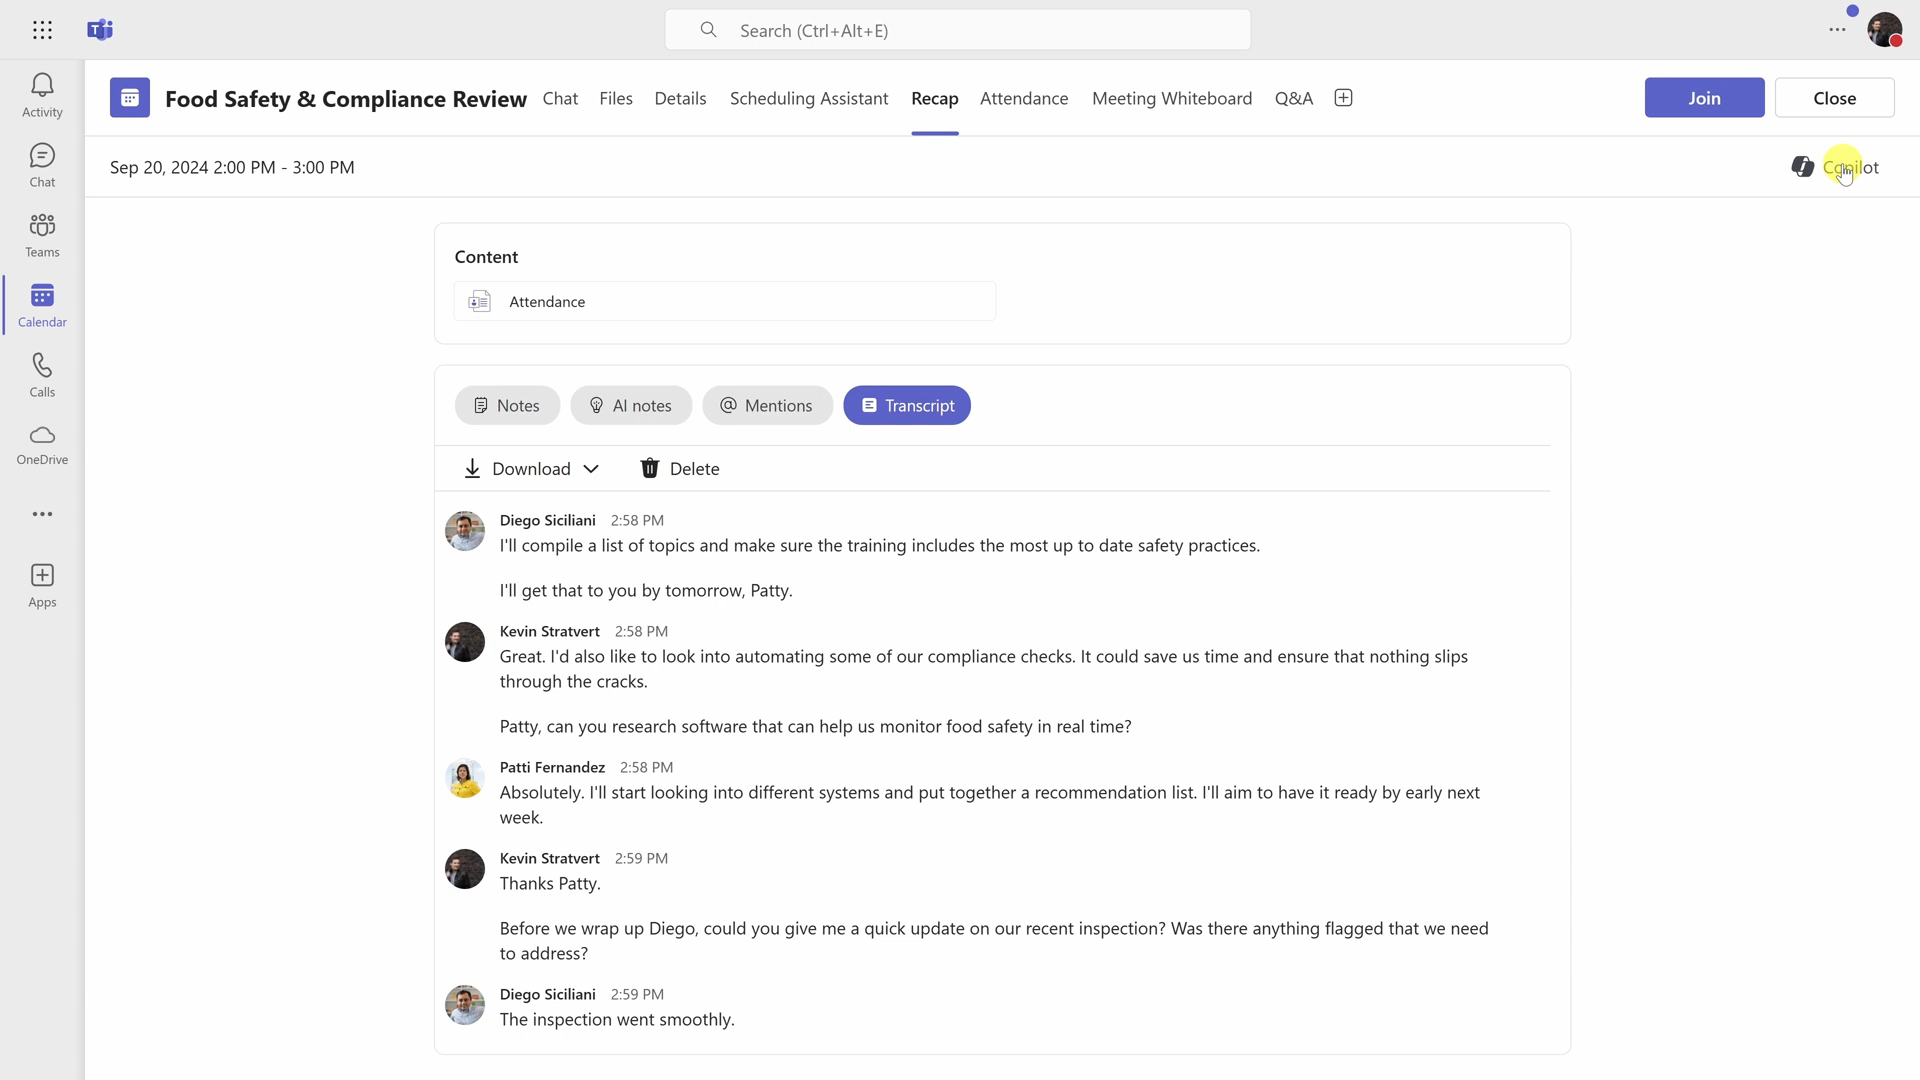 Search (Ctrl+Alt+E)
Activity
Chat
Teams
Calendar
Calls
OneDrive
Apps
Food Safety & Compliance Review
Chat
Files
Details
Scheduling Assistant
Recap
Attendance
Meeting Whiteboard
Q&A
Join
Close
Sep 20, 2024 2:00 PM - 3:00 PM
Copilot
Content
Attendance
Notes
AI notes
Mentions
Transcript
Download
Delete
Diego Siciliani 2:58 PM
I'll compile a list of topics and make sure the training includes the most up to date safety practices.
I'll get that to you by tomorrow, Patty.
Kevin Stratvert 2:58 PM
Great. I'd also like to look into automating some of our compliance checks. It could save us time and ensure that nothing slips
through the cracks.
Patty, can you research software that can help us monitor food safety in real time?
Patti Fernandez 2:58 PM
Absolutely. I'll start looking into different systems and put together a recommendation list. I'll aim to have it ready by early next
week.
Kevin Stratvert 2:59 PM
Thanks Patty.
Before we wrap up Diego, could you give me a quick update on our recent inspection? Was there anything flagged that we need
to address?
Diego Siciliani 2:59 PM
The inspection went smoothly.